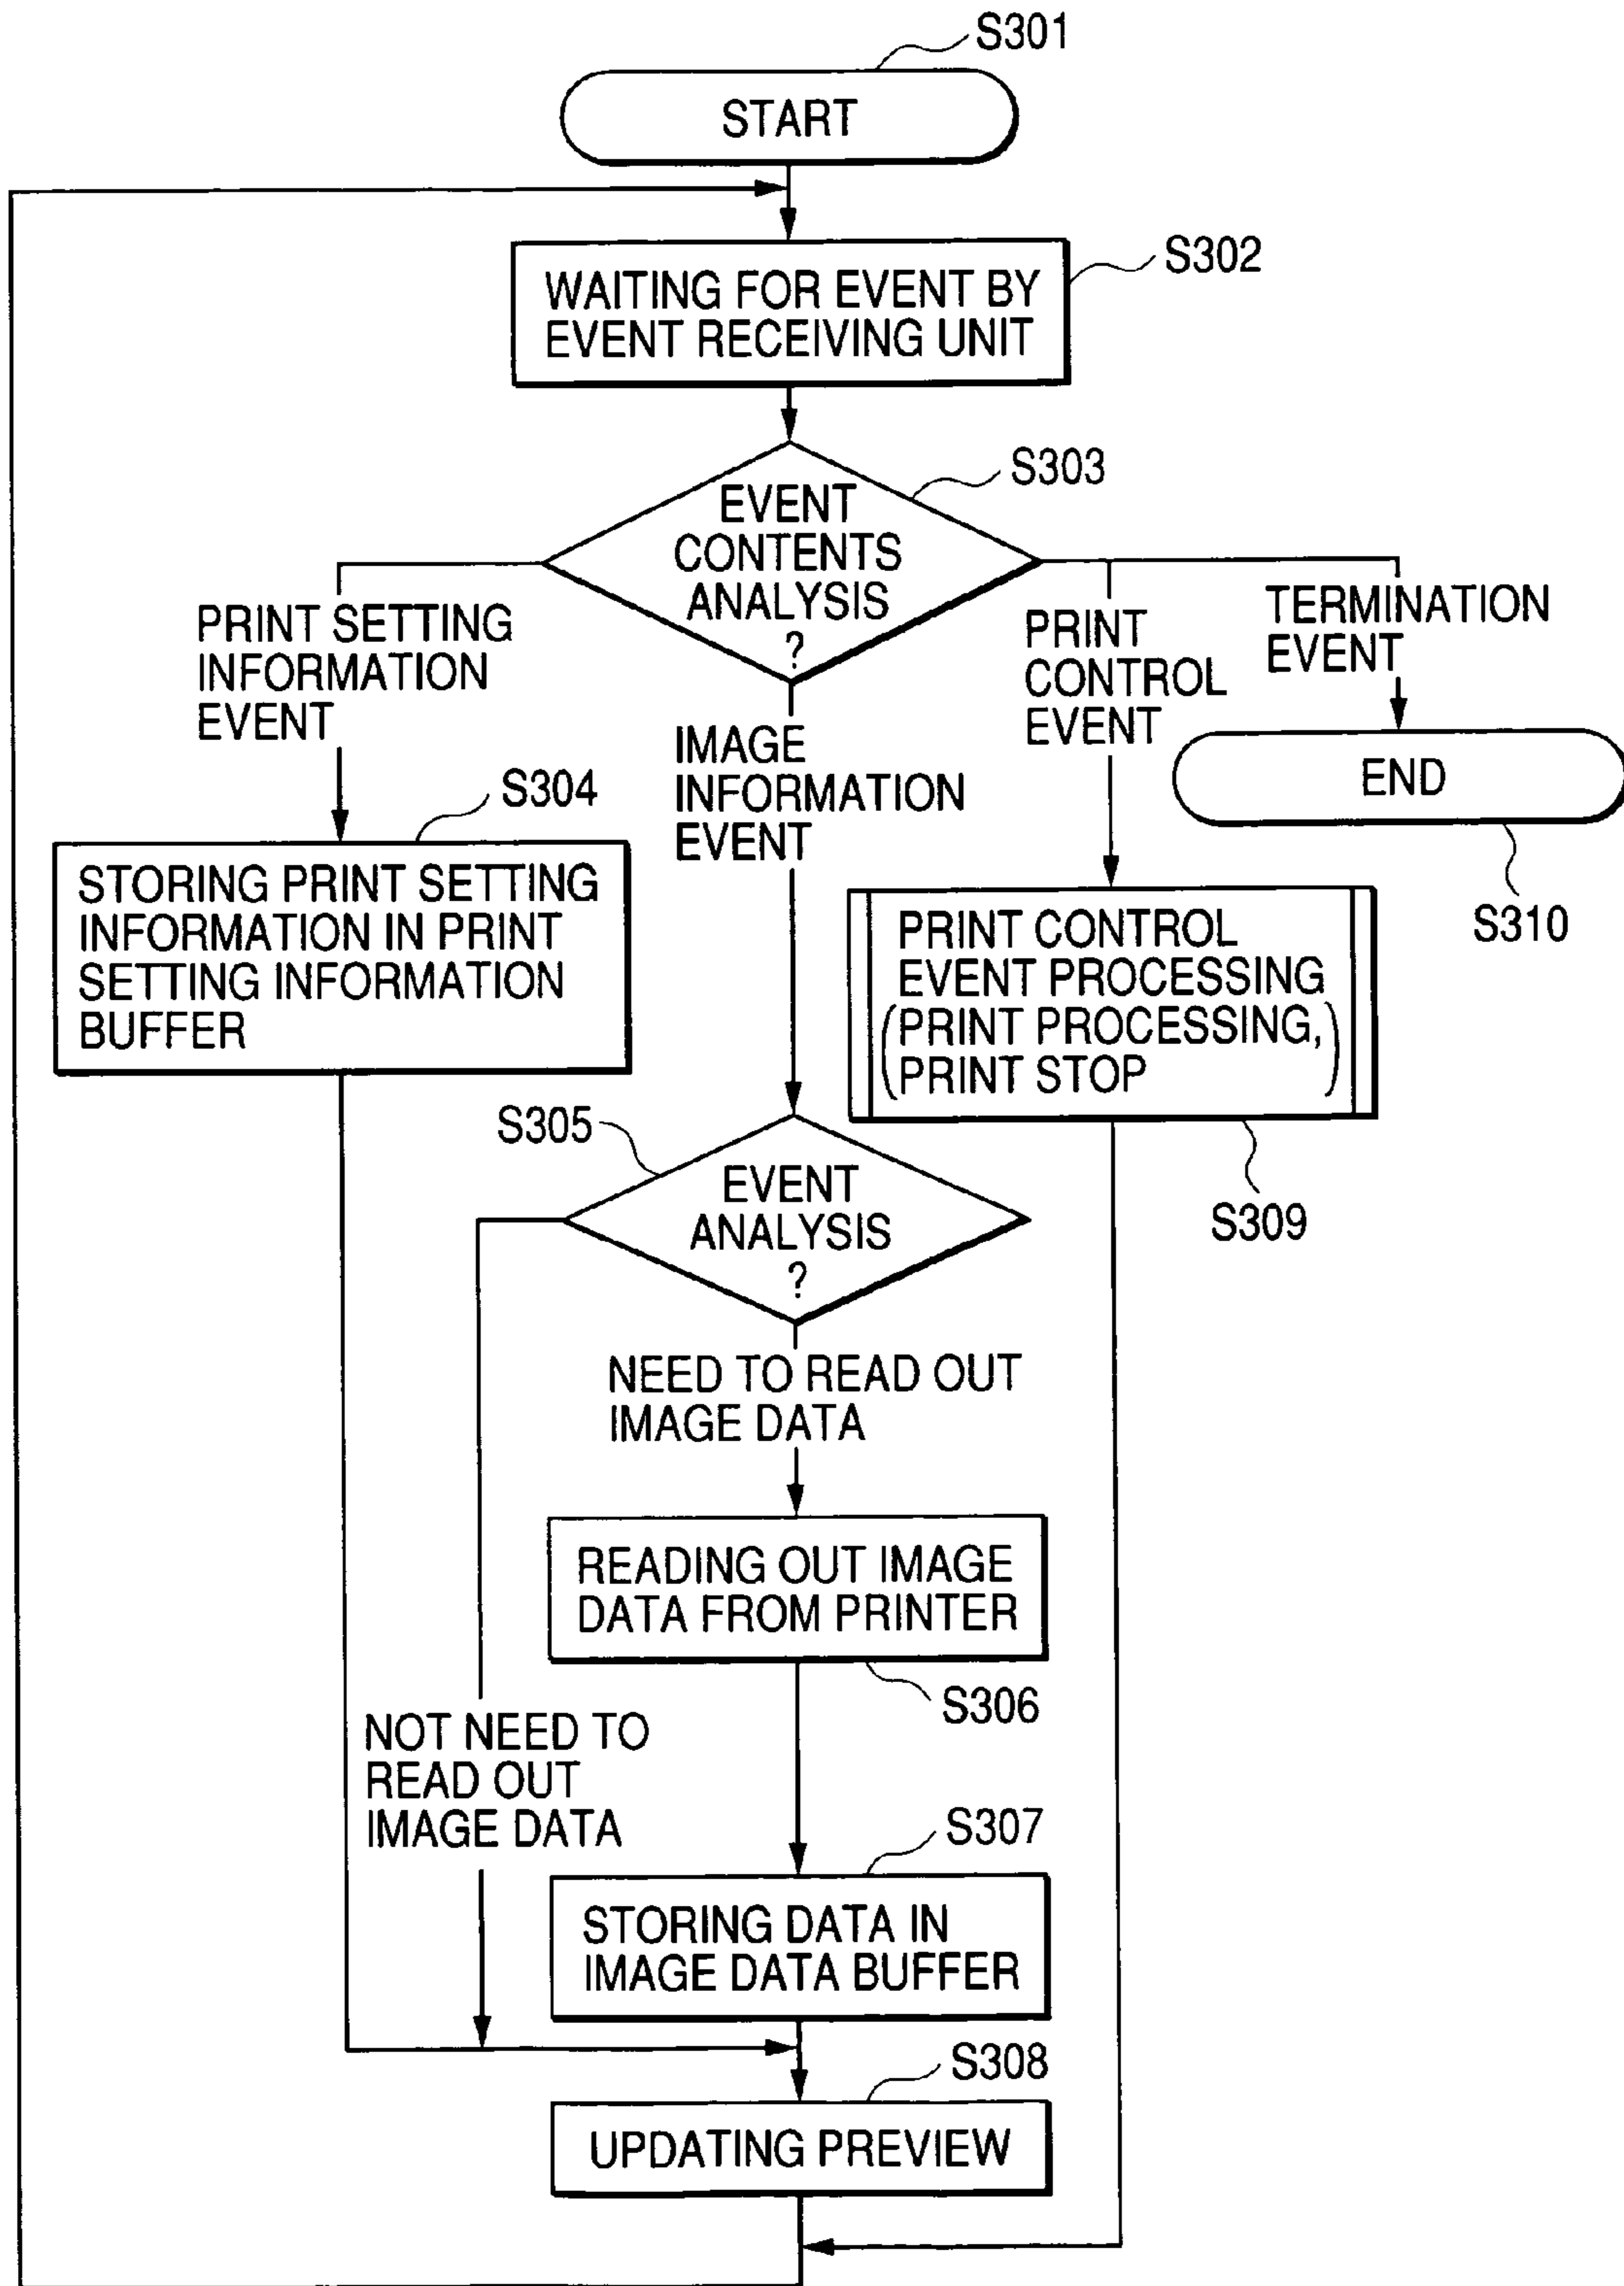 S301
START
S302
WAITING FOR EVENT BY
EVENT RECEIVING UNIT
S303
EVENT
CONTENTS
ANALYSIS
?
PRINT SETTING
INFORMATION
EVENT
IMAGE
INFORMATION
EVENT
PRINT
CONTROL
EVENT
TERMINATION
EVENT
END
S310
S304
STORING PRINT SETTING
INFORMATION IN PRINT
SETTING INFORMATION
BUFFER
PRINT CONTROL
EVENT PROCESSING
(PRINT PROCESSING,
PRINT STOP)
S309
S305
EVENT
ANALYSIS
?
NEED TO READ OUT
IMAGE DATA
READING OUT IMAGE
DATA FROM PRINTER
S306
NOT NEED TO
READ OUT
IMAGE DATA
S307
STORING DATA IN
IMAGE DATA BUFFER
S308
UPDATING PREVIEW